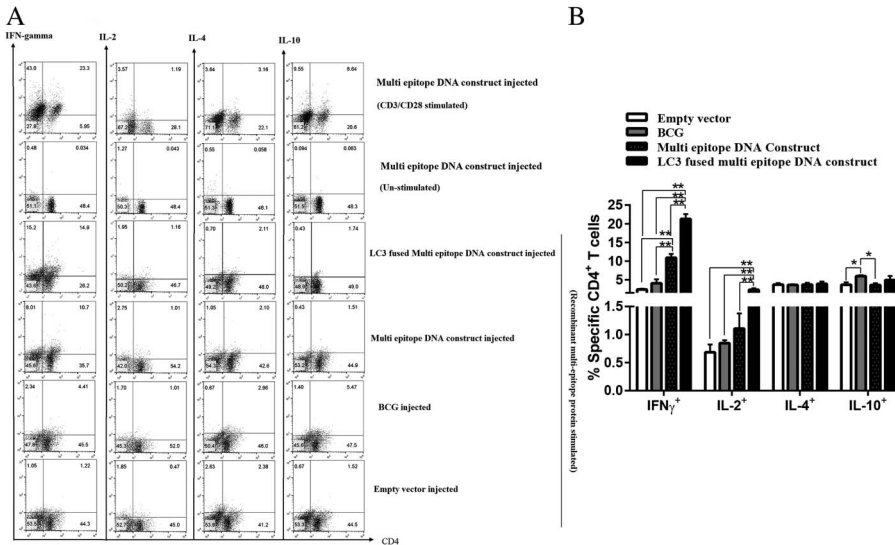 A
IFN-gamma IL-2 IL-4 IL-10
43.0 23.3 3.57 1.19 3.64 3.18 9.55 8.64
27.8 5.95 67.2 28.1 71.1 22.1 61.2 20.6
Multi epitope DNA construct injected
(CD3/CD28 stimulated)
0.48 0.034 1.27 0.043 0.55 0.058 0.094 0.083
51.1 48.4 50.3 48.4 51.3 48.1 51.5 48.3
Multi epitope DNA construct injected
(Un-stimulated)
15.2 14.9 1.95 1.16 0.70 2.11 0.43 1.74
43.6 26.2 50.2 46.7 49.2 48.0 48.9 49.0
LC3 fused Multi epitope DNA construct injected
8.01 10.7 2.75 1.01 1.05 2.10 0.43 1.51
45.6 35.7 42.0 54.2 54.3 42.6 53.2 44.9
Multi epitope DNA construct injected
2.34 4.41 1.70 1.01 0.67 2.96 1.40 5.47
47.8 45.5 45.3 52.0 50.4 46.0 45.6 47.5
BCG injected
1.05 1.22 1.85 0.47 2.63 2.38 0.67 1.52
53.5 44.3 52.7 45.0 53.8 41.2 53.3 44.5
Empty vector injected
CD4
(Recombinant multi-epitope protein stimulated)
B
Empty vector
BCG
Multi epitope DNA Construct
LC3 fused multi epitope DNA construct
% Specific CD4+ T cells
25
20
15
10
5
1.5
1.0
0.5
0.0
** ** ** ** **
** ** **
* *
IFNγ+ IL-2+ IL-4+ IL-10+